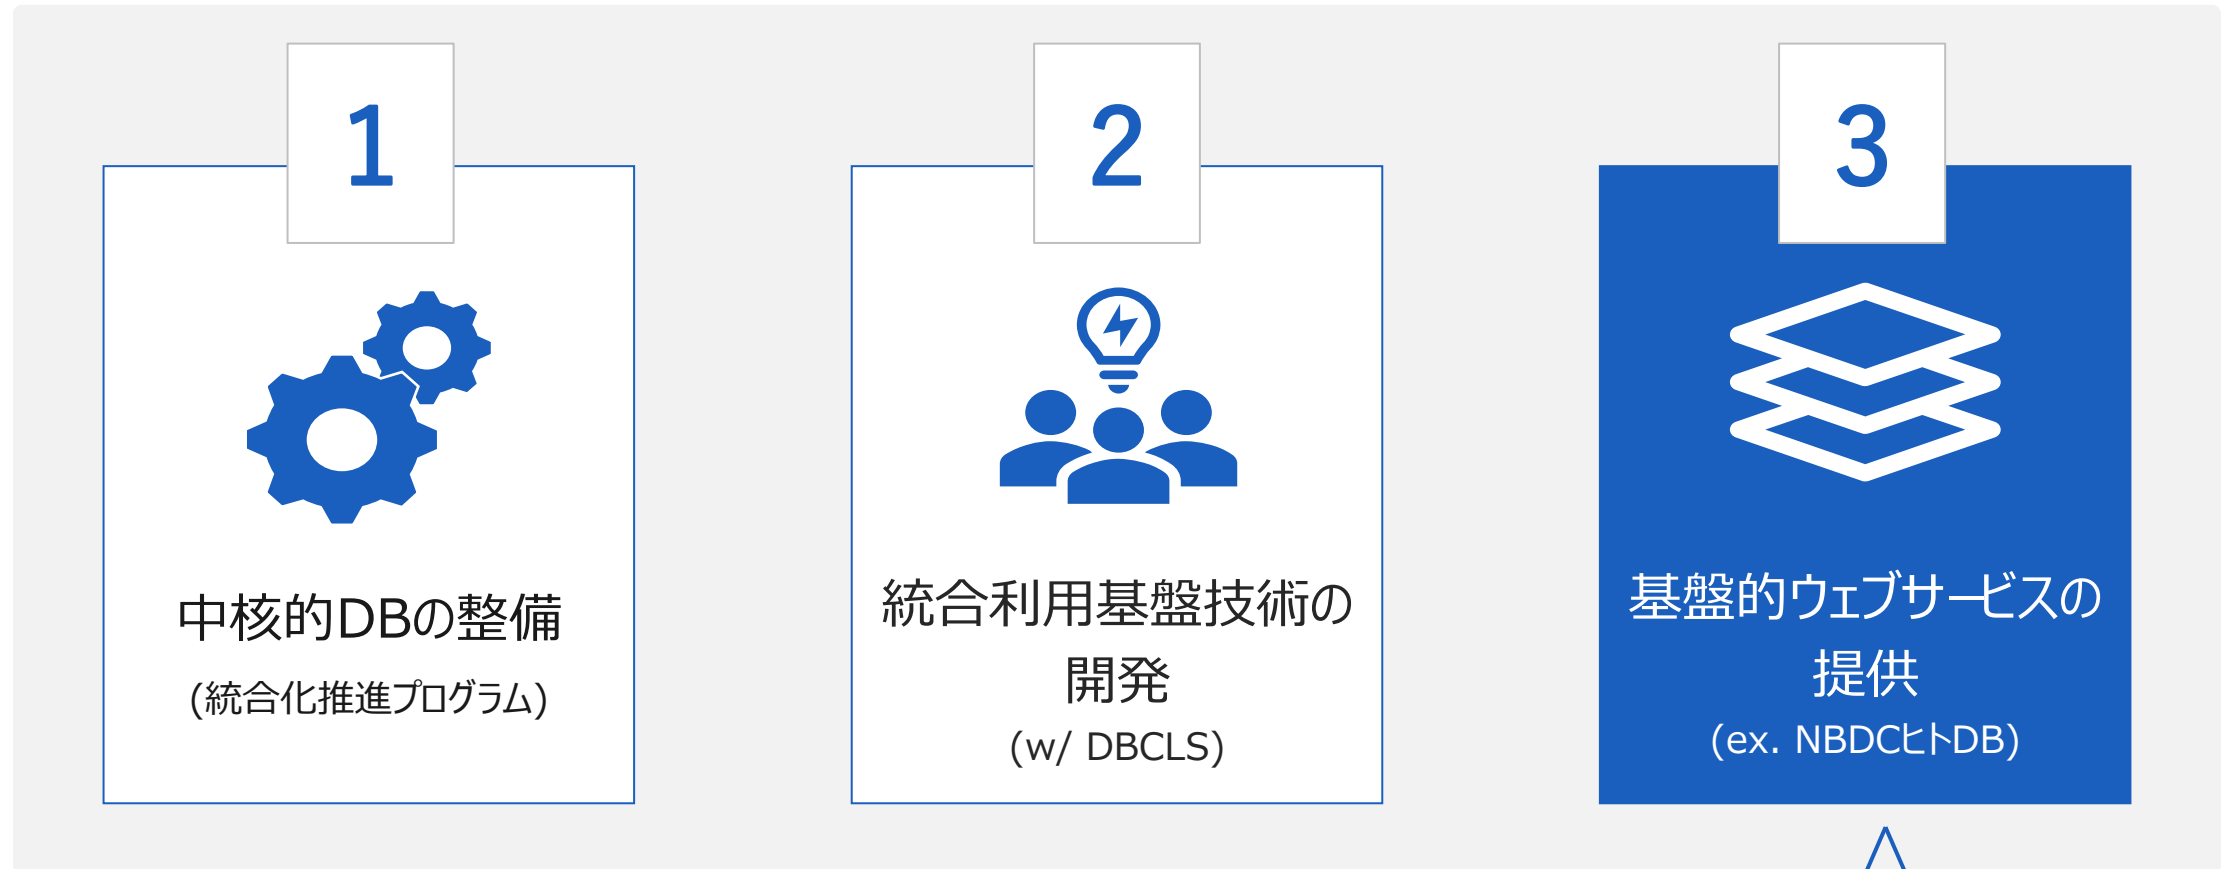 1
中核的DBの整備
(統合化推進プログラム)
2
統合利用基盤技術の
開発
(w/ DBCLS)
3
基盤的ウェブサービスの
提供
(ex. NBDCヒトDB)